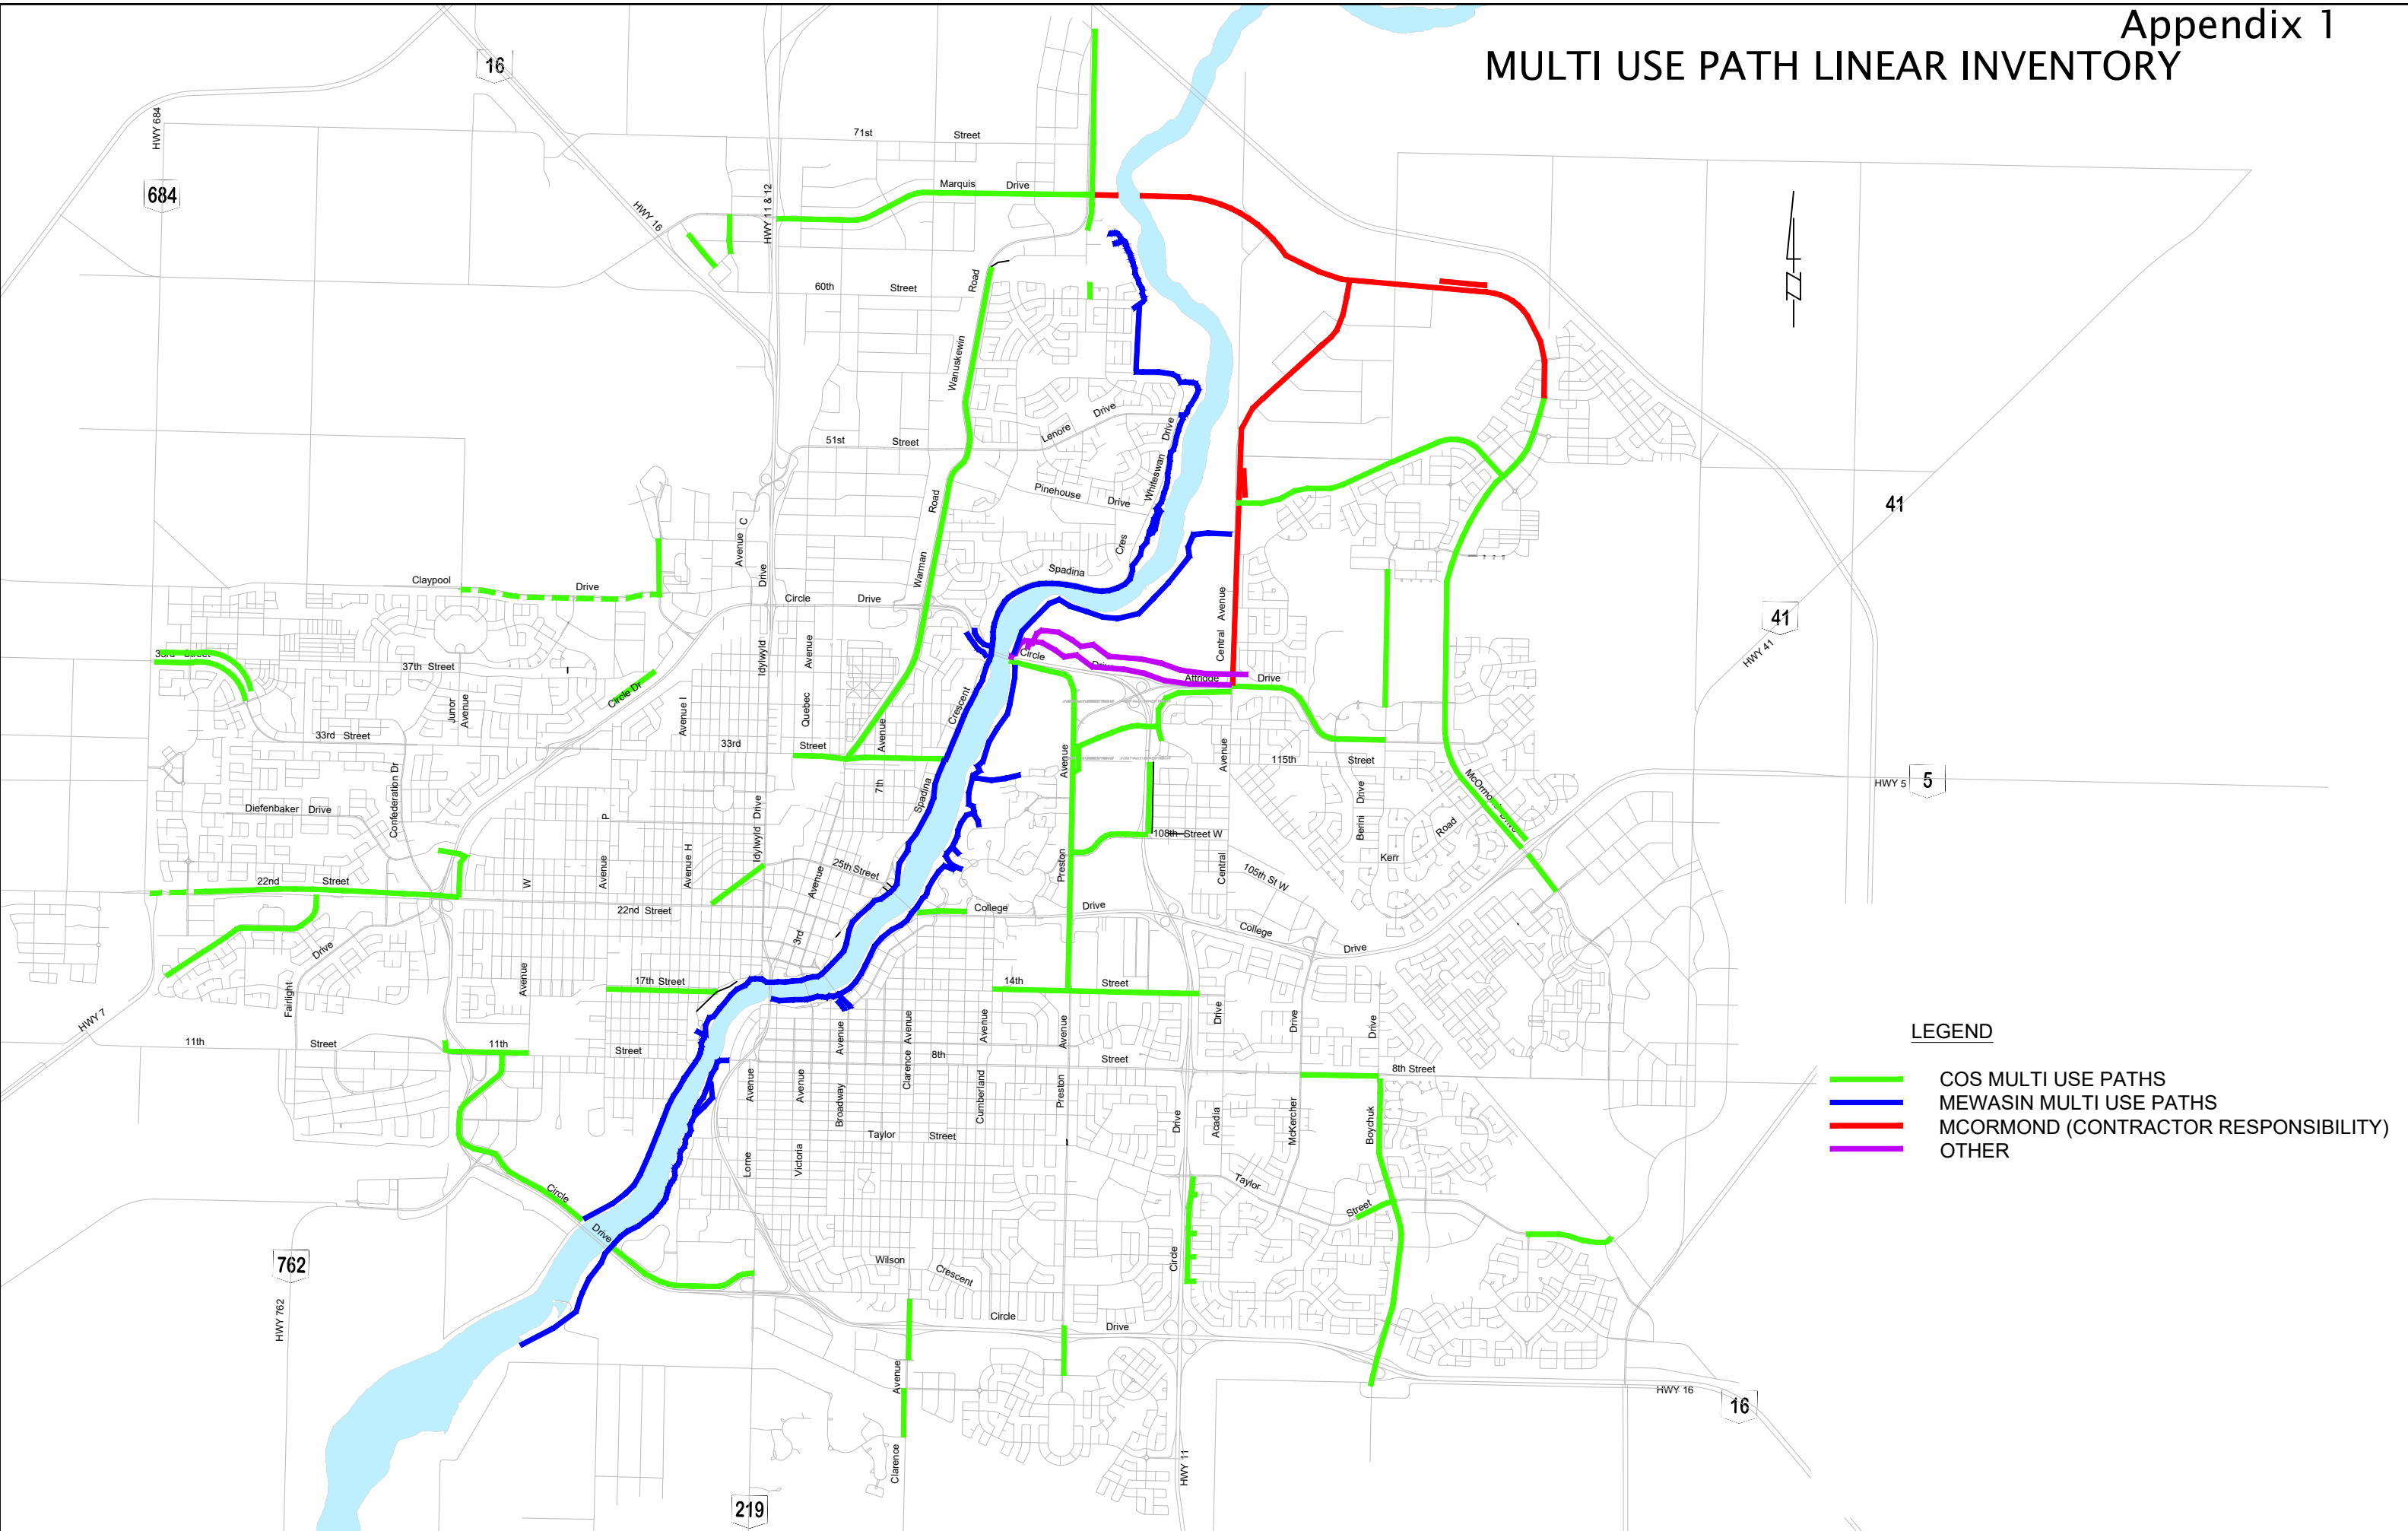 Appendix 1
MULTI USE PATH LINEAR INVENTORY
16
HWY 684
684
71st Street
Marquis Drive
HWY 16
HWY 11 & 12
60th Street
Wanuskewin Road
51st Street
Lenore Drive
Whiteswan Drive
Pinehouse Drive
Warman Road
Avenue C
Idylwyld Drive
Claypool Drive
Circle Drive
Spadina Cres
Central Avenue
41
41
HWY 41
33rd Street
37th Street
Junor Avenue
Circle Dr
Avenue I
Quebec Avenue
Circle Drive
Attridge Drive
33rd Street
33rd Street
7th Avenue
Spadina Crescent
Preston Avenue
Central Avenue
115th Street
McOrmond Drive
HWY 5
5
Diefenbaker Drive
Confederation Dr
Avenue P
Avenue H
Idylwyld Drive
Berini Drive
Kerr Road
108th Street W
105th St W
25th Street
22nd Street
22nd Street
Avenue W
3rd Avenue
College Drive
College Drive
Fairlight Drive
17th Street
14th Street
HWY 7
11th Street
11th Street
8th Street
8th Street
Lorne Avenue
Victoria Avenue
Broadway Avenue
Clarence Avenue
Cumberland Avenue
Preston Avenue
Circle Drive
Acadia Drive
McKercher Drive
Boychuk Drive
Taylor Street
Taylor Street
Circle Drive
Wilson Crescent
Circle Drive
762
HWY 762
Clarence Avenue
219
HWY 11
HWY 16
16
LEGEND
COS MULTI USE PATHS
MEWASIN MULTI USE PATHS
MCORMOND (CONTRACTOR RESPONSIBILITY)
OTHER
N